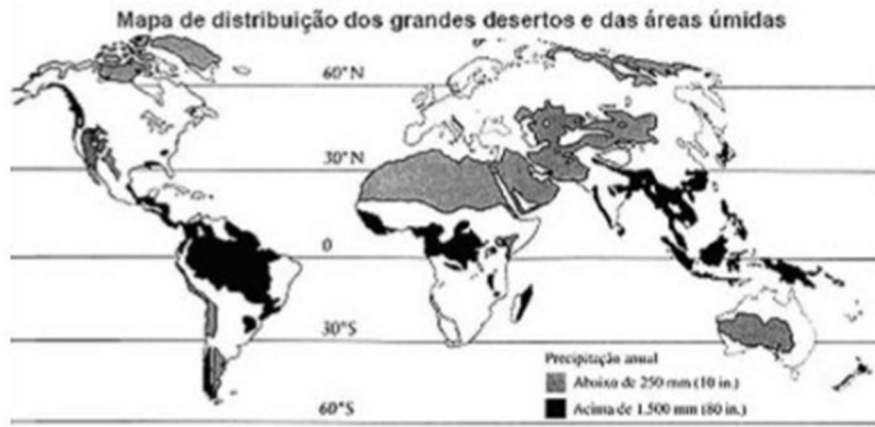 Mapa de distribuição dos grandes desertos e das áreas úmidas
60°N
30°N
0
30°S
60°S
Precipitação anual
Abaixo de 250 mm (10 in.)
Acima de 1.500 mm (80 in.)